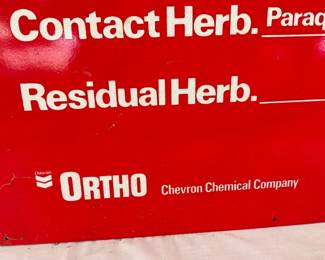 Contact Herb. Paraq
Residual Herb.
Chevron
ORTHO Chevron Chemical Company